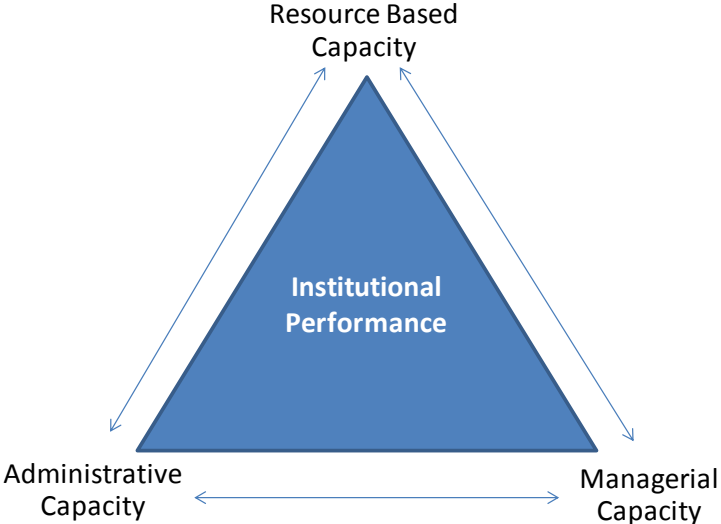 Resource Based
Capacity
Institutional
Performance
Administrative
Capacity
Managerial
Capacity